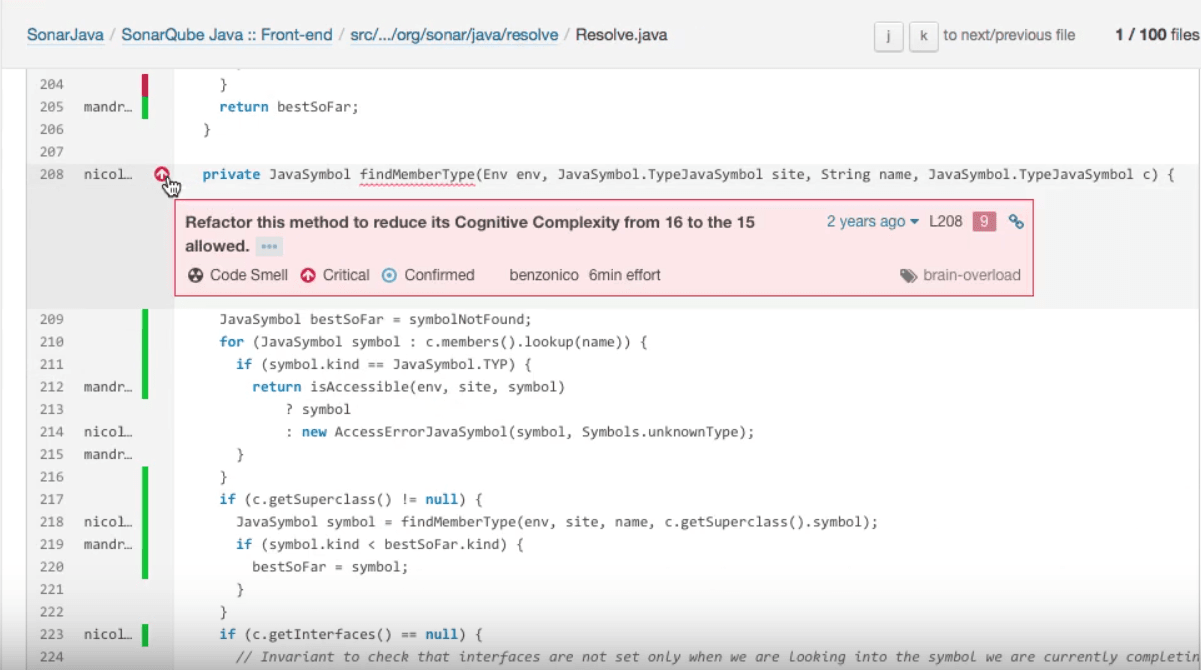 SonarJava / SonarQube Java :: Front-end / src/.../org/sonar/java/resolve / Resolve.java j k to next/previous file 1 / 100 files
204 }
205 mandr… return bestSoFar;
206 }
207
208 nicol… private JavaSymbol findMemberType(Env env, JavaSymbol.TypeJavaSymbol site, String name, JavaSymbol.TypeJavaSymbol c) {
Refactor this method to reduce its Cognitive Complexity from 16 to the 15 2 years ago L208 9
allowed. •••
Code Smell Critical Confirmed benzonico 6min effort brain-overload
209 JavaSymbol bestSoFar = symbolNotFound;
210 for (JavaSymbol symbol : c.members().lookup(name)) {
211 if (symbol.kind == JavaSymbol.TYP) {
212 mandr… return isAccessible(env, site, symbol)
213 ? symbol
214 nicol… : new AccessErrorJavaSymbol(symbol, Symbols.unknownType);
215 mandr… }
216 }
217 if (c.getSuperclass() != null) {
218 nicol… JavaSymbol symbol = findMemberType(env, site, name, c.getSuperclass().symbol);
219 mandr… if (symbol.kind < bestSoFar.kind) {
220 bestSoFar = symbol;
221 }
222 }
223 nicol… if (c.getInterfaces() == null) {
224 // Invariant to check that interfaces are not set only when we are looking into the symbol we are currently completi